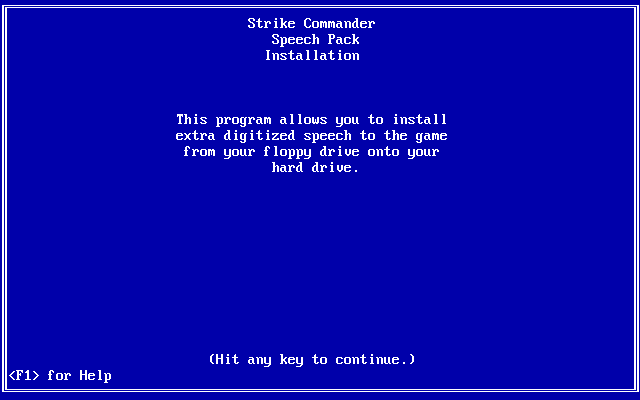 Strike Commander
Speech Pack
Installation
This program allows you to install
extra digitized speech to the game
from your floppy drive onto your
hard drive.
(Hit any key to continue.)
<F1> for Help